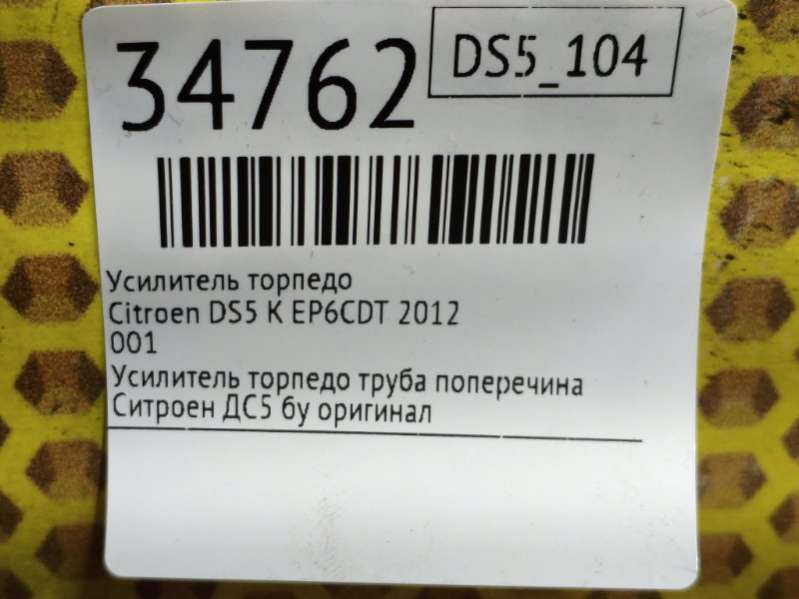 34762
DS5_104
Усилитель торпедо
Citroen DS5 K EP6CDT 2012
001
Усилитель торпедо труба поперечина
Ситроен ДС5 бу оригинал